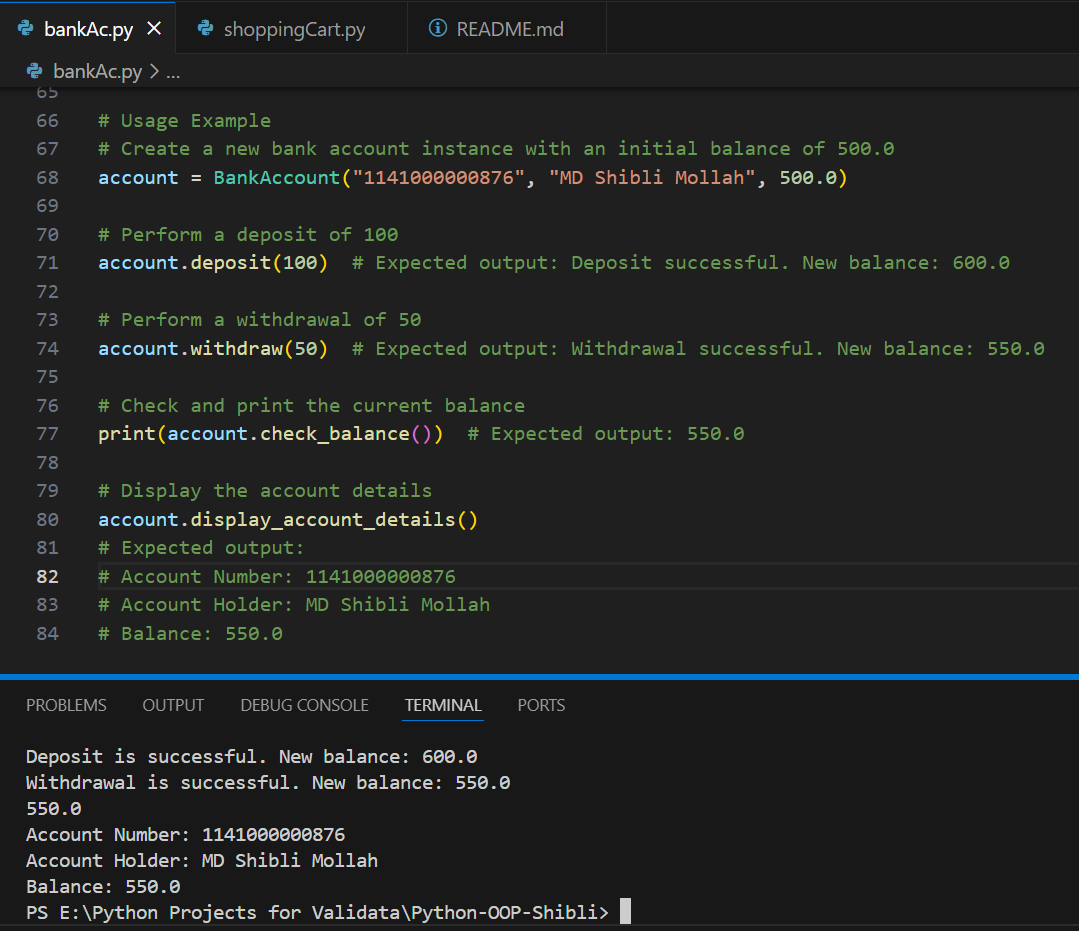 bankAc.py
shoppingCart.py
README.md
bankAc.py > ...
65
66 # Usage Example
67 # Create a new bank account instance with an initial balance of 500.0
68 account = BankAccount("1141000000876", "MD Shibli Mollah", 500.0)
69
70 # Perform a deposit of 100
71 account.deposit(100)  # Expected output: Deposit successful. New balance: 600.0
72
73 # Perform a withdrawal of 50
74 account.withdraw(50)  # Expected output: Withdrawal successful. New balance: 550.0
75
76 # Check and print the current balance
77 print(account.check_balance())  # Expected output: 550.0
78
79 # Display the account details
80 account.display_account_details()
81 # Expected output:
82 # Account Number: 1141000000876
83 # Account Holder: MD Shibli Mollah
84 # Balance: 550.0
PROBLEMS OUTPUT DEBUG CONSOLE TERMINAL PORTS
Deposit is successful. New balance: 600.0
Withdrawal is successful. New balance: 550.0
550.0
Account Number: 1141000000876
Account Holder: MD Shibli Mollah
Balance: 550.0
PS E:\Python Projects for Validata\Python-OOP-Shibli>